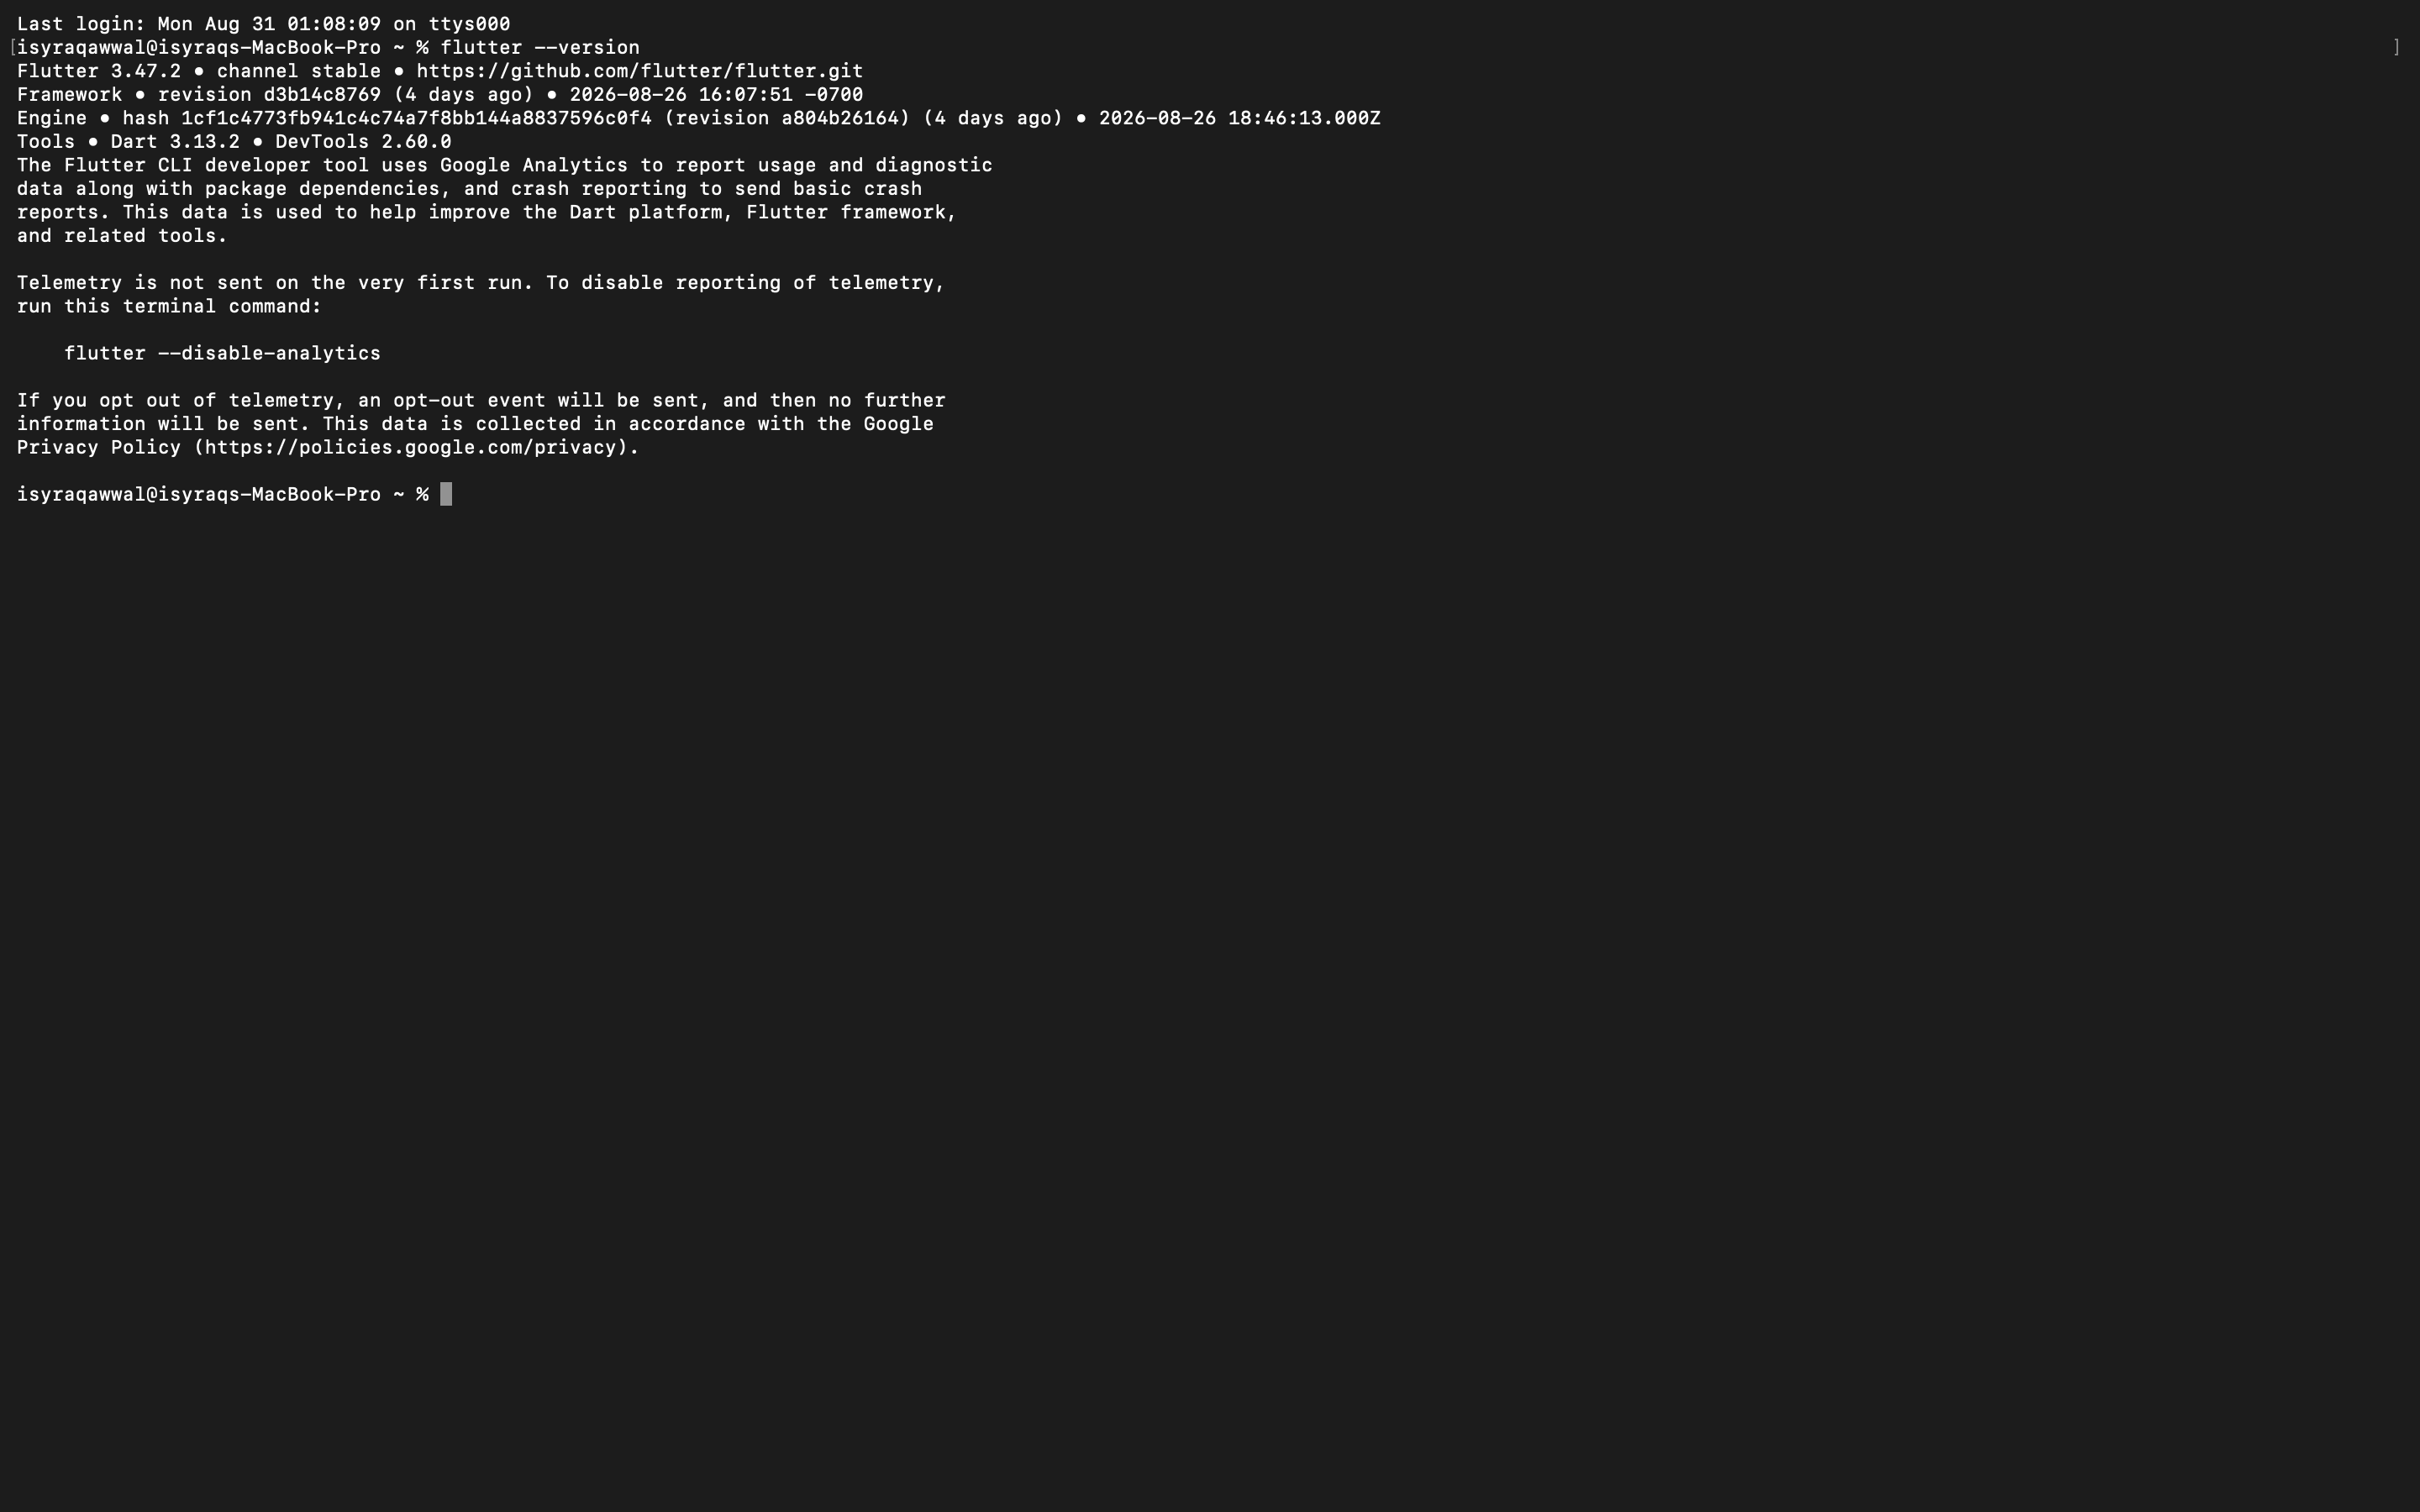 Last login: Mon Aug 31 01:08:09 on ttys000
[isyraqawwal@isyraqs-MacBook-Pro ~ % flutter --version ]
Flutter 3.47.2 • channel stable • https://github.com/flutter/flutter.git
Framework • revision d3b14c8769 (4 days ago) • 2026-08-26 16:07:51 -0700
Engine • hash 1cf1c4773fb941c4c74a7f8bb144a8837596c0f4 (revision a804b26164) (4 days ago) • 2026-08-26 18:46:13.000Z
Tools • Dart 3.13.2 • DevTools 2.60.0
The Flutter CLI developer tool uses Google Analytics to report usage and diagnostic
data along with package dependencies, and crash reporting to send basic crash
reports. This data is used to help improve the Dart platform, Flutter framework,
and related tools.

Telemetry is not sent on the very first run. To disable reporting of telemetry,
run this terminal command:

    flutter --disable-analytics

If you opt out of telemetry, an opt-out event will be sent, and then no further
information will be sent. This data is collected in accordance with the Google
Privacy Policy (https://policies.google.com/privacy).

isyraqawwal@isyraqs-MacBook-Pro ~ %